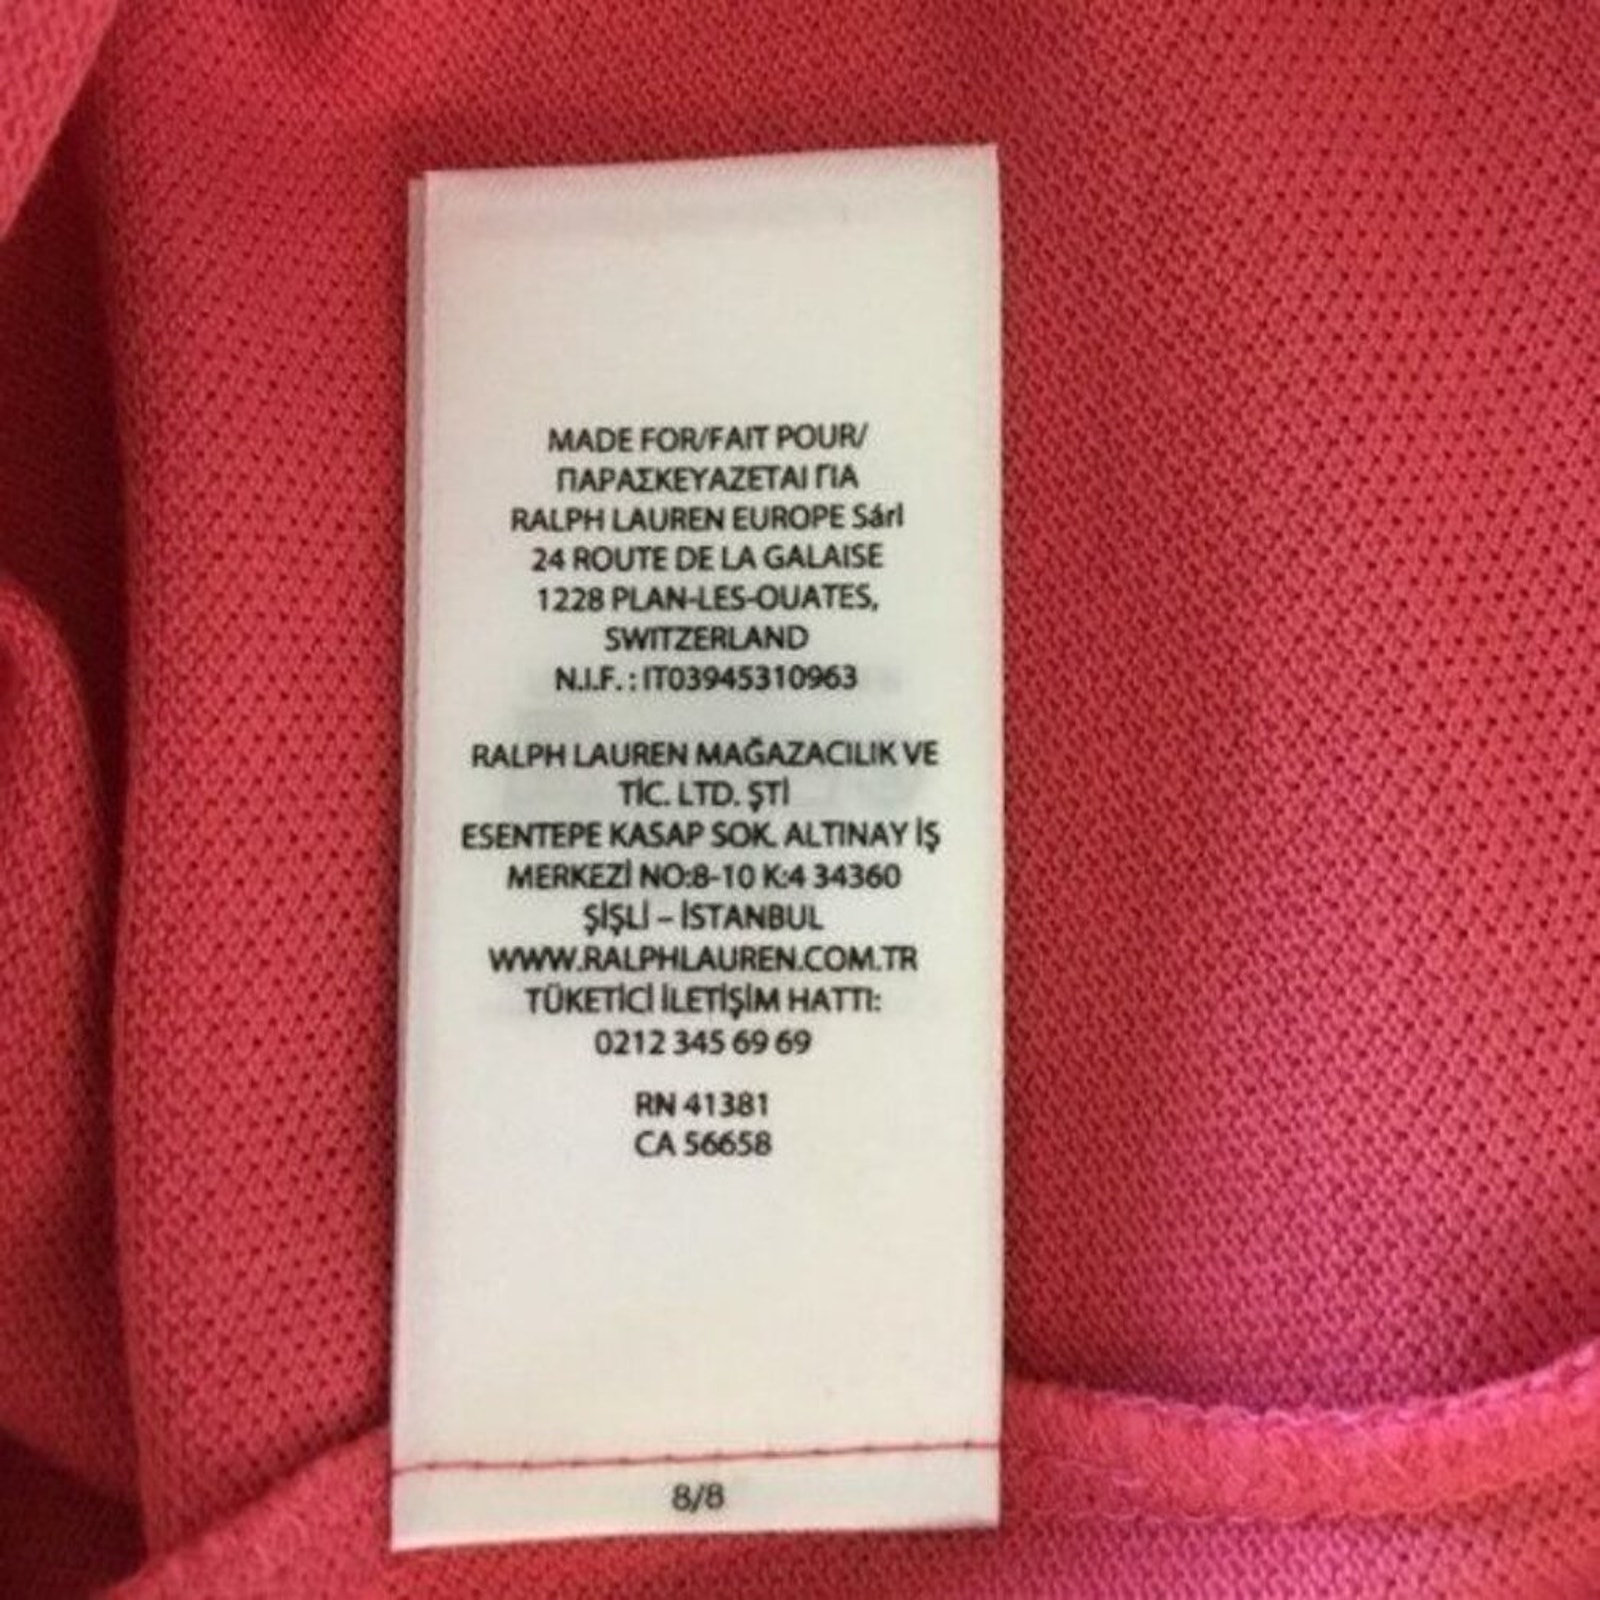 MADE FOR/FAIT POUR/
ΠΑΡΑΣΚΕΥΑΖΕΤΑΙ ΓΙΑ
RALPH LAUREN EUROPE Sárl
24 ROUTE DE LA GALAISE
1228 PLAN-LES-OUATES,
SWITZERLAND
N.I.F. : IT03945310963
RALPH LAUREN MAĞAZACILIK VE
TİC. LTD. ŞTİ
ESENTEPE KASAP SOK. ALTINAY İŞ
MERKEZİ NO:8-10 K:4 34360
ŞİŞLİ – İSTANBUL
WWW.RALPHLAUREN.COM.TR
TÜKETİCİ İLETİŞİM HATTI:
0212 345 69 69
RN 41381
CA 56658
8/8